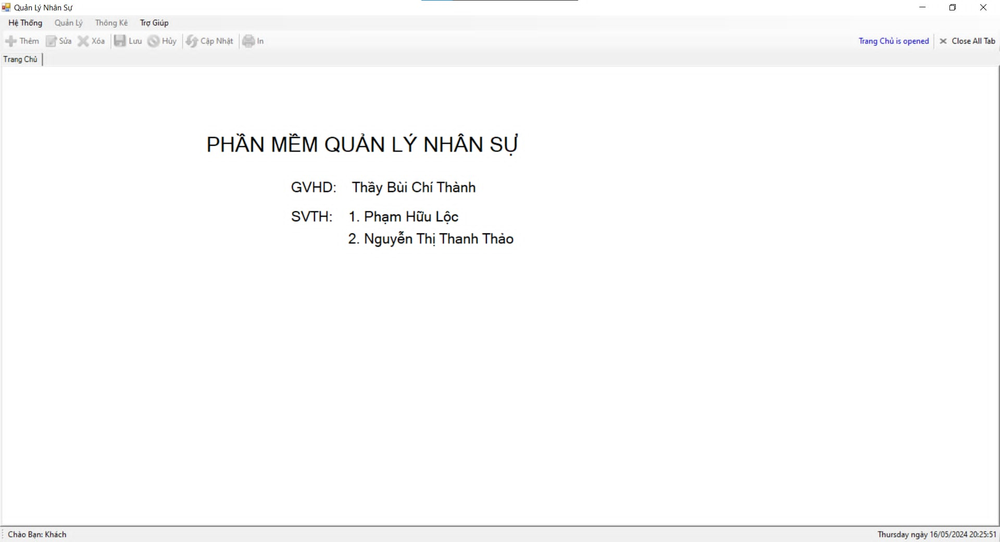 Quản Lý Nhân Sự
Hệ Thống Quản Lý Thông Kê Trợ Giúp
Thêm Sửa Xóa Lưu Hủy Cập Nhật In Trang Chủ is opened Close All Tab
Trang Chủ
PHẦN MỀM QUẢN LÝ NHÂN SỰ
GVHD: Thầy Bùi Chí Thành
SVTH: 1. Phạm Hữu Lộc
2. Nguyễn Thị Thanh Thảo
Chào Bạn: Khách Thursday ngày 16/05/2024 20:25:51